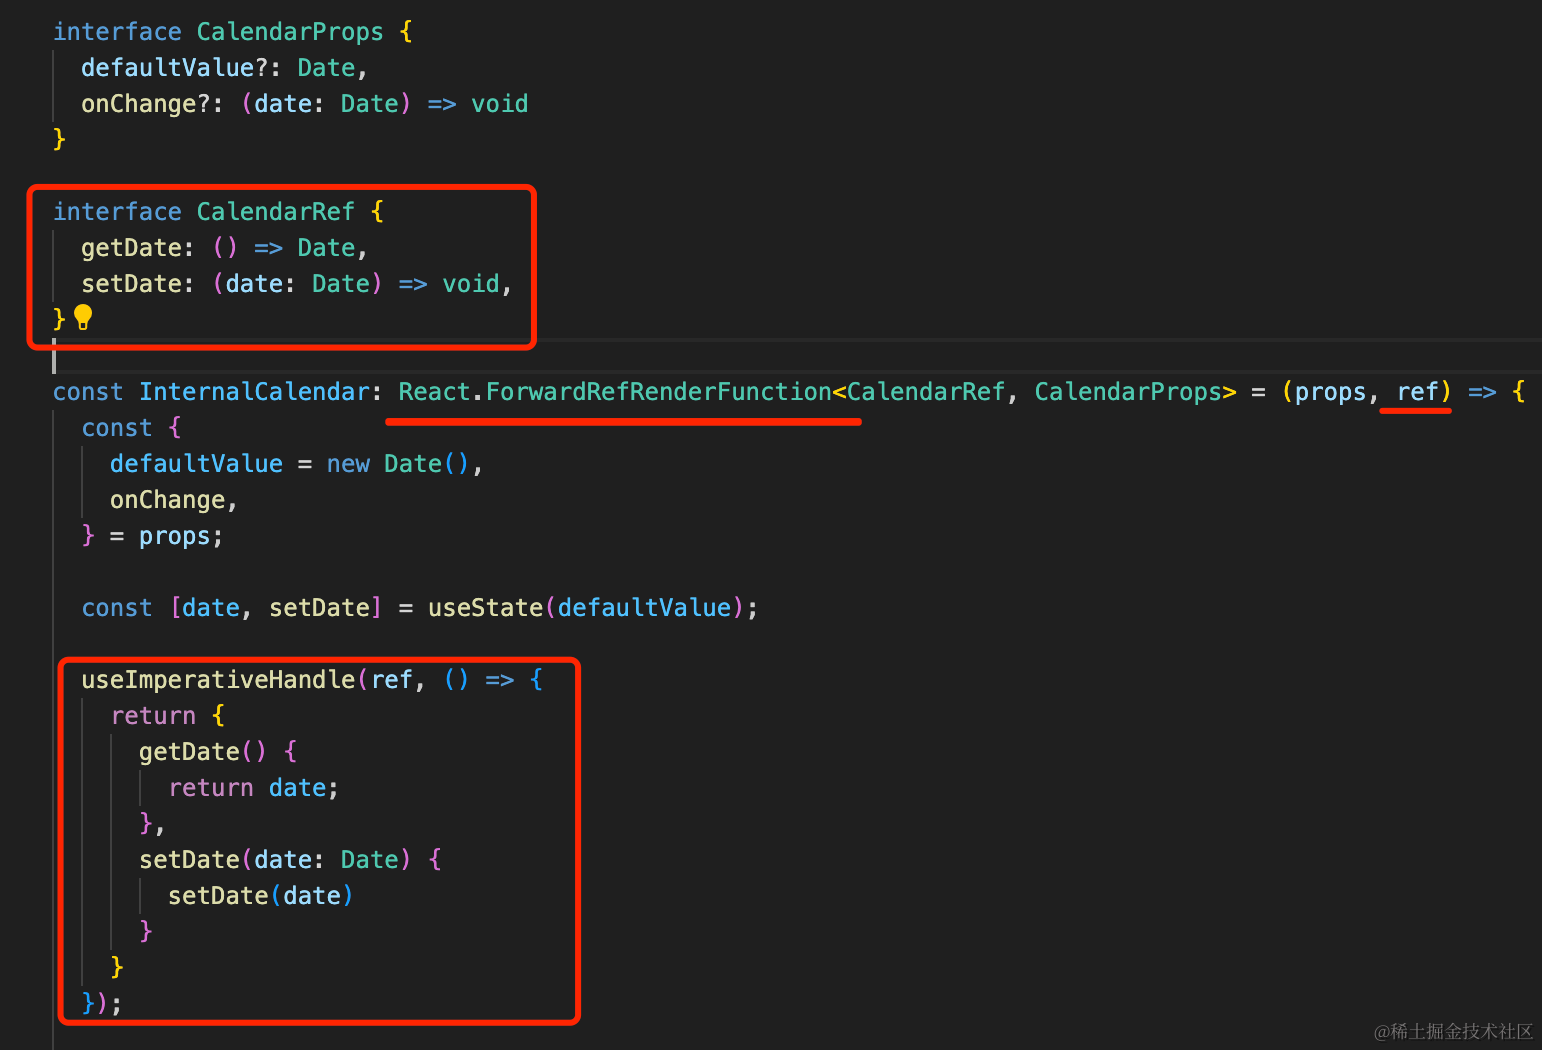 interface CalendarProps {
  defaultValue?: Date,
  onChange?: (date: Date) => void
}
interface CalendarRef {
  getDate: () => Date,
  setDate: (date: Date) => void,
}
const InternalCalendar: React.ForwardRefRenderFunction<CalendarRef, CalendarProps> = (props, ref) => {
  const {
    defaultValue = new Date(),
    onChange,
  } = props;
  const [date, setDate] = useState(defaultValue);
  useImperativeHandle(ref, () => {
    return {
      getDate() {
        return date;
      },
      setDate(date: Date) {
        setDate(date)
      }
    }
  });
@稀土掘金技术社区